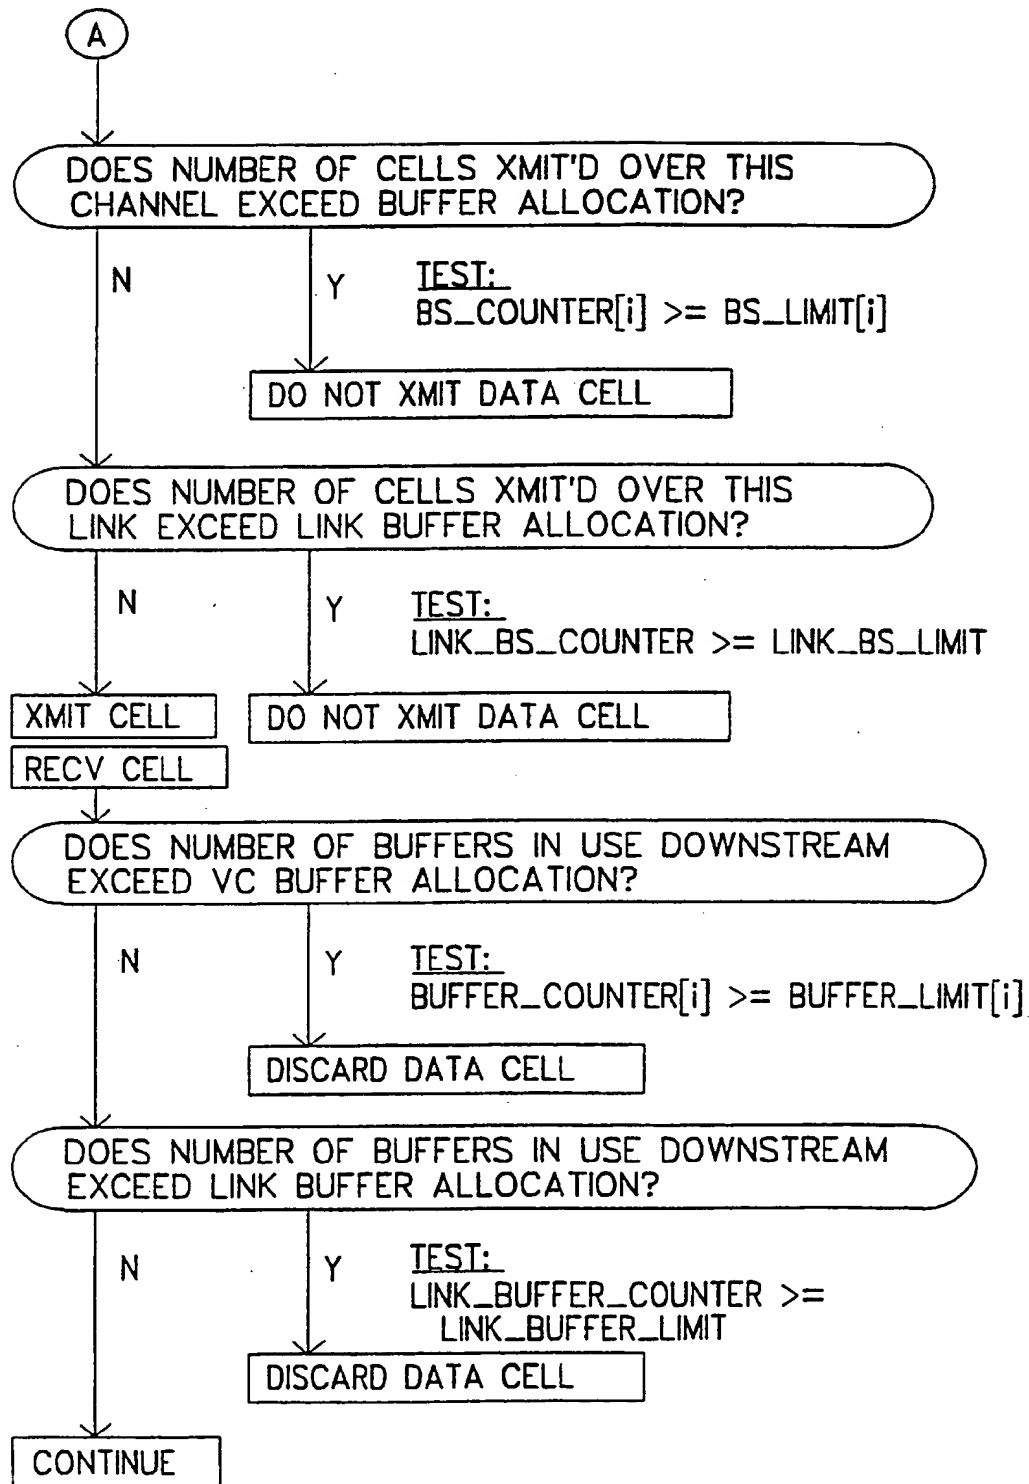 A
DOES NUMBER OF CELLS XMIT'D OVER THIS
CHANNEL EXCEED BUFFER ALLOCATION?
N
Y
TEST:
BS_COUNTER[i] >= BS_LIMIT[i]
DO NOT XMIT DATA CELL
DOES NUMBER OF CELLS XMIT'D OVER THIS
LINK EXCEED LINK BUFFER ALLOCATION?
N
Y
TEST:
LINK_BS_COUNTER >= LINK_BS_LIMIT
XMIT CELL
DO NOT XMIT DATA CELL
RECV CELL
DOES NUMBER OF BUFFERS IN USE DOWNSTREAM
EXCEED VC BUFFER ALLOCATION?
N
Y
TEST:
BUFFER_COUNTER[i] >= BUFFER_LIMIT[i]
DISCARD DATA CELL
DOES NUMBER OF BUFFERS IN USE DOWNSTREAM
EXCEED LINK BUFFER ALLOCATION?
N
Y
TEST:
LINK_BUFFER_COUNTER >=
LINK_BUFFER_LIMIT
DISCARD DATA CELL
CONTINUE